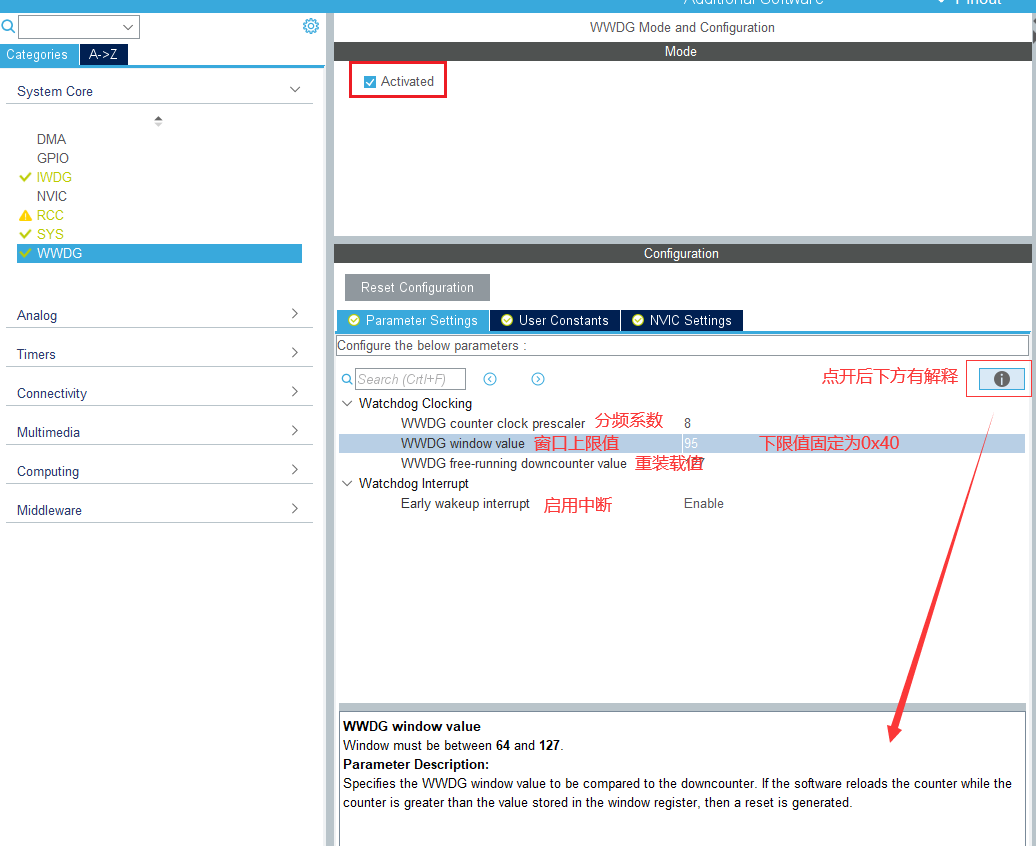 WWDG Mode and Configuration
Categories
A->Z
Mode
Activated
System Core
DMA
GPIO
IWDG
NVIC
RCC
SYS
WWDG
Configuration
Reset Configuration
Analog
Parameter Settings
User Constants
NVIC Settings
Configure the below parameters :
Timers
Search (Crtl+F)
点开后下方有解释
Connectivity
Watchdog Clocking
WWDG counter clock prescaler 分频系数 8
WWDG window value 窗口上限值 95 下限值固定为0x40
WWDG free-running downcounter value 重装载值
Multimedia
Computing
Watchdog Interrupt
Early wakeup interrupt 启用中断 Enable
Middleware
WWDG window value
Window must be between 64 and 127.
Parameter Description:
Specifies the WWDG window value to be compared to the downcounter. If the software reloads the counter while the
counter is greater than the value stored in the window register, then a reset is generated.